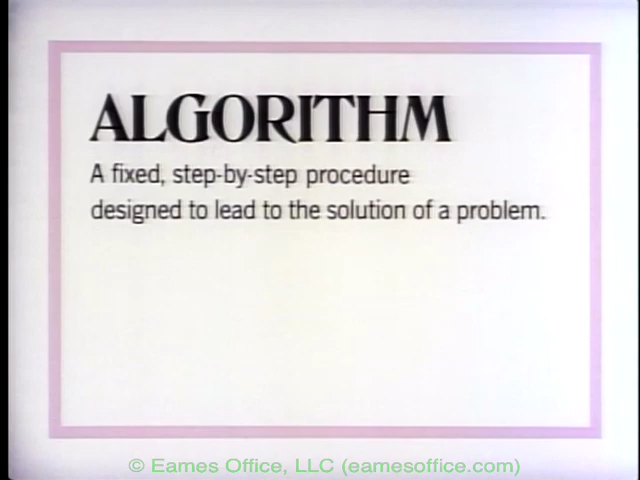 ALGORITHM
A fixed, step-by-step procedure
designed to lead to the solution of a problem.
© Eames Office, LLC (eamesoffice.com)